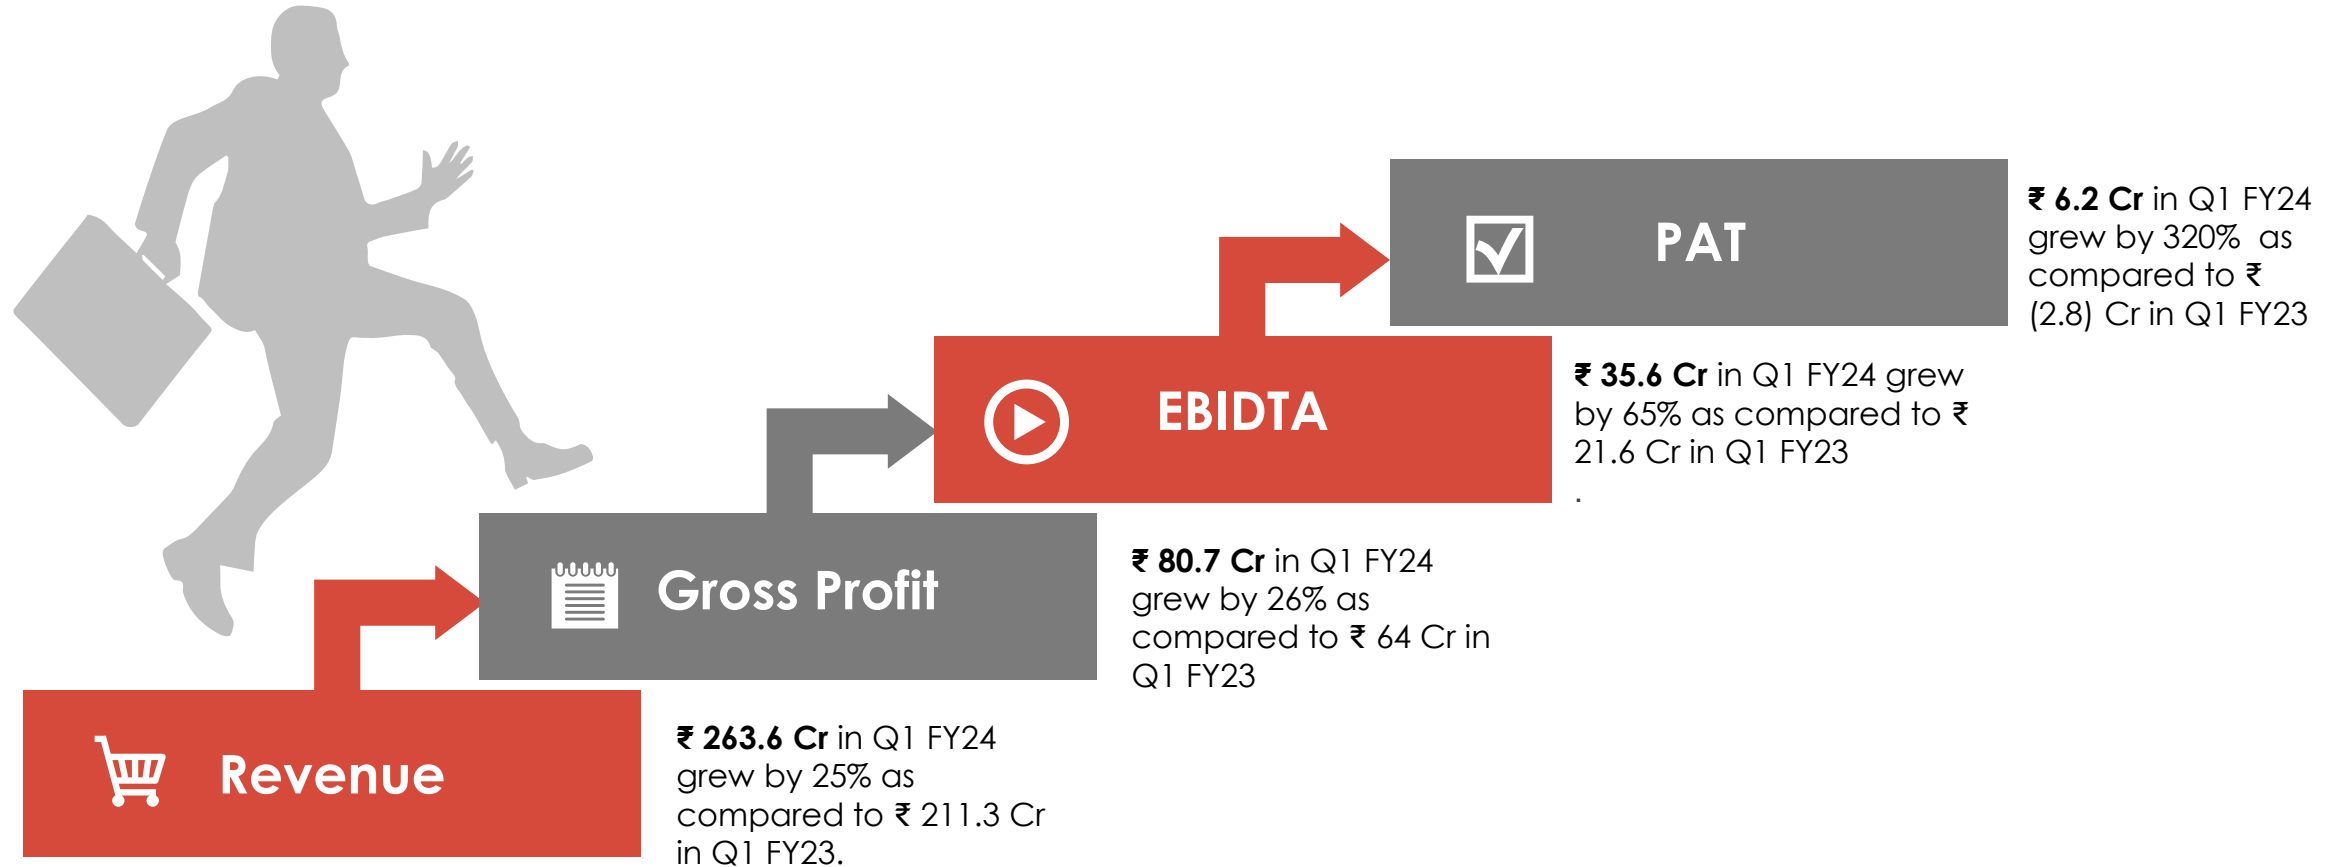 PAT
₹ 6.2 Cr in Q1 FY24
grew by 320% as
compared to ₹
(2.8) Cr in Q1 FY23
EBIDTA
₹ 35.6 Cr in Q1 FY24 grew
by 65% as compared to ₹
21.6 Cr in Q1 FY23
.
Gross Profit
₹ 80.7 Cr in Q1 FY24
grew by 26% as
compared to ₹ 64 Cr in
Q1 FY23
Revenue
₹ 263.6 Cr in Q1 FY24
grew by 25% as
compared to ₹ 211.3 Cr
in Q1 FY23.